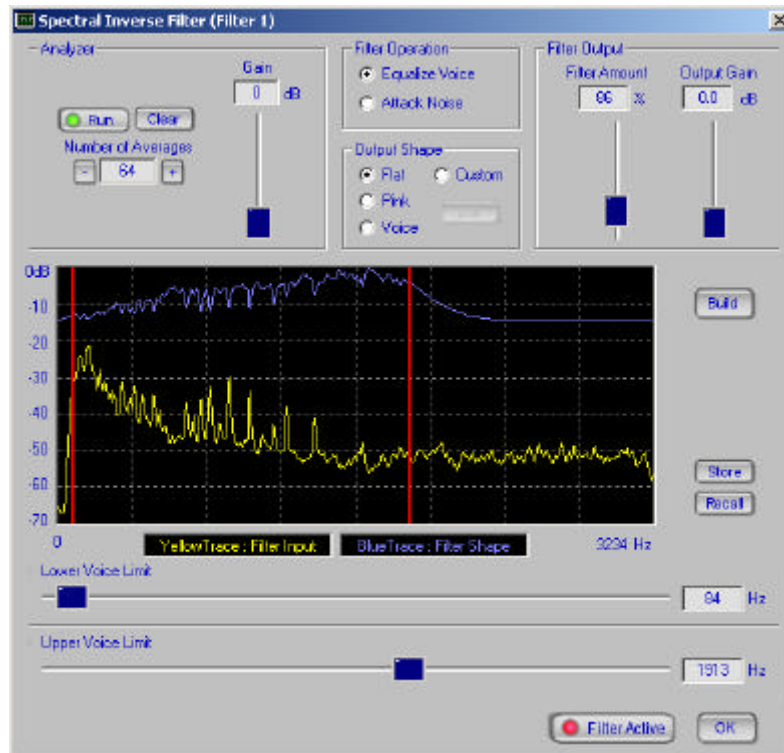 Spectral Inverse Filter (Filter 1)
Analyzer
Gain
0 dB
Run
Clear
Number of Averages
- 64 +
Filter Operation
Equalize Voice
Attack Noise
Output Shape
Flat
Custom
Pink
Voice
Filter Output
Filter Amount
Output Gain
86 %
0.0 dB
0dB
-10
-20
-30
-40
-50
-60
-70
0
YellowTrace : Filter Input
BlueTrace : Filter Shape
3234 Hz
Build
Store
Recall
Lower Voice Limit
84 Hz
Upper Voice Limit
1913 Hz
Filter Active
OK